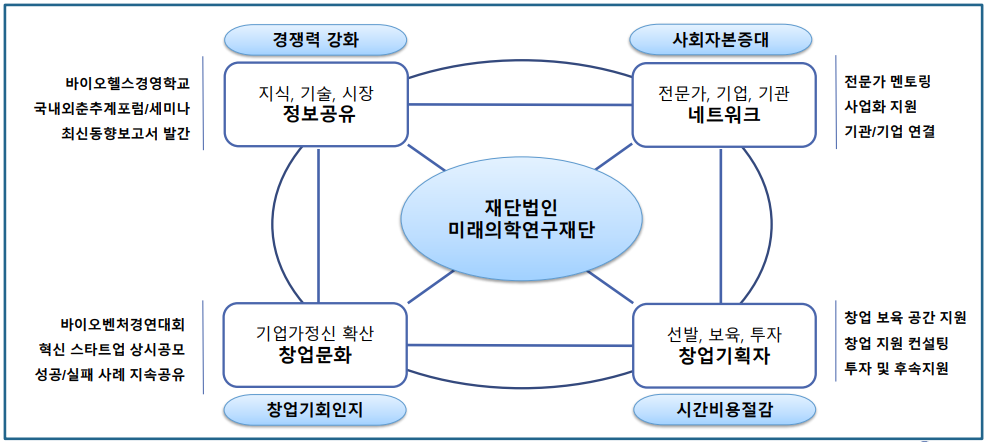 경쟁력 강화
사회자본증대
바이오헬스경영학교
국내외춘추계포럼/세미나
최신동향보고서 발간
지식, 기술, 시장
정보공유
전문가, 기업, 기관
네트워크
전문가 멘토링
사업화 지원
기관/기업 연결
재단법인
미래의학연구재단
바이오벤처경연대회
혁신 스타트업 상시공모
성공/실패 사례 지속공유
기업가정신 확산
창업문화
선발, 보육, 투자
창업기획자
창업 보육 공간 지원
창업 지원 컨설팅
투자 및 후속지원
창업기회인지
시간비용절감